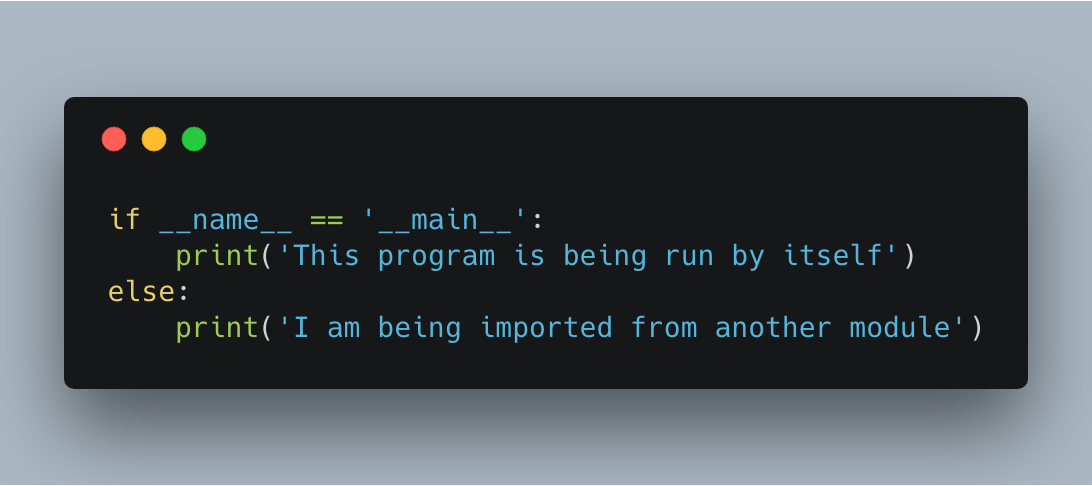 if __name__ == '__main__':
    print('This program is being run by itself')
else:
    print('I am being imported from another module')